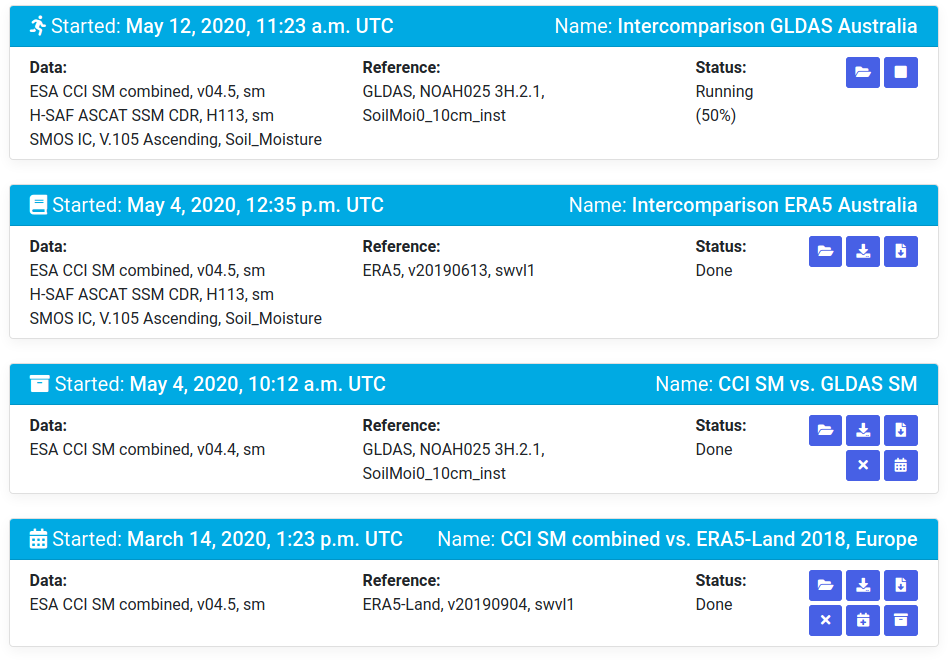 Started: May 12, 2020, 11:23 a.m. UTC Name: Intercomparison GLDAS Australia
Data: Reference: Status:
ESA CCI SM combined, v04.5, sm GLDAS, NOAH025 3H.2.1, Running
H-SAF ASCAT SSM CDR, H113, sm SoilMoi0_10cm_inst (50%)
SMOS IC, V.105 Ascending, Soil_Moisture
Started: May 4, 2020, 12:35 p.m. UTC Name: Intercomparison ERA5 Australia
Data: Reference: Status:
ESA CCI SM combined, v04.5, sm ERA5, v20190613, swvl1 Done
H-SAF ASCAT SSM CDR, H113, sm
SMOS IC, V.105 Ascending, Soil_Moisture
Started: May 4, 2020, 10:12 a.m. UTC Name: CCI SM vs. GLDAS SM
Data: Reference: Status:
ESA CCI SM combined, v04.4, sm GLDAS, NOAH025 3H.2.1, Done
SoilMoi0_10cm_inst
Started: March 14, 2020, 1:23 p.m. UTC Name: CCI SM combined vs. ERA5-Land 2018, Europe
Data: Reference: Status:
ESA CCI SM combined, v04.5, sm ERA5-Land, v20190904, swvl1 Done